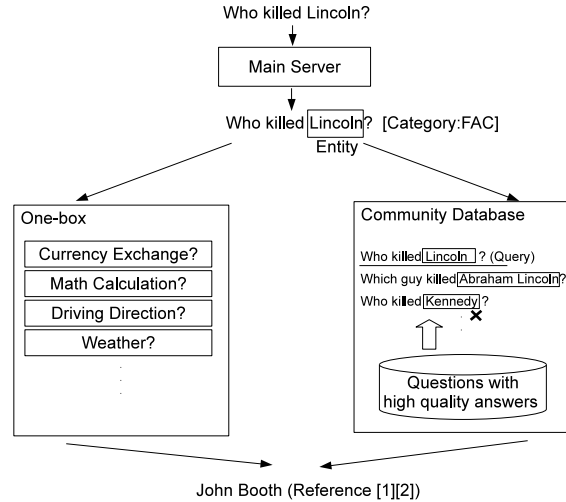 Who killed Lincoln?
Main Server
Who killed Lincoln? [Category:FAC]
Entity
One-box
Currency Exchange?
Math Calculation?
Driving Direction?
Weather?
Community Database
Who killed Lincoln ? (Query)
Which guy killed Abraham Lincoln?
Who killed Kennedy ?
Questions with
high quality answers
John Booth (Reference [1][2])